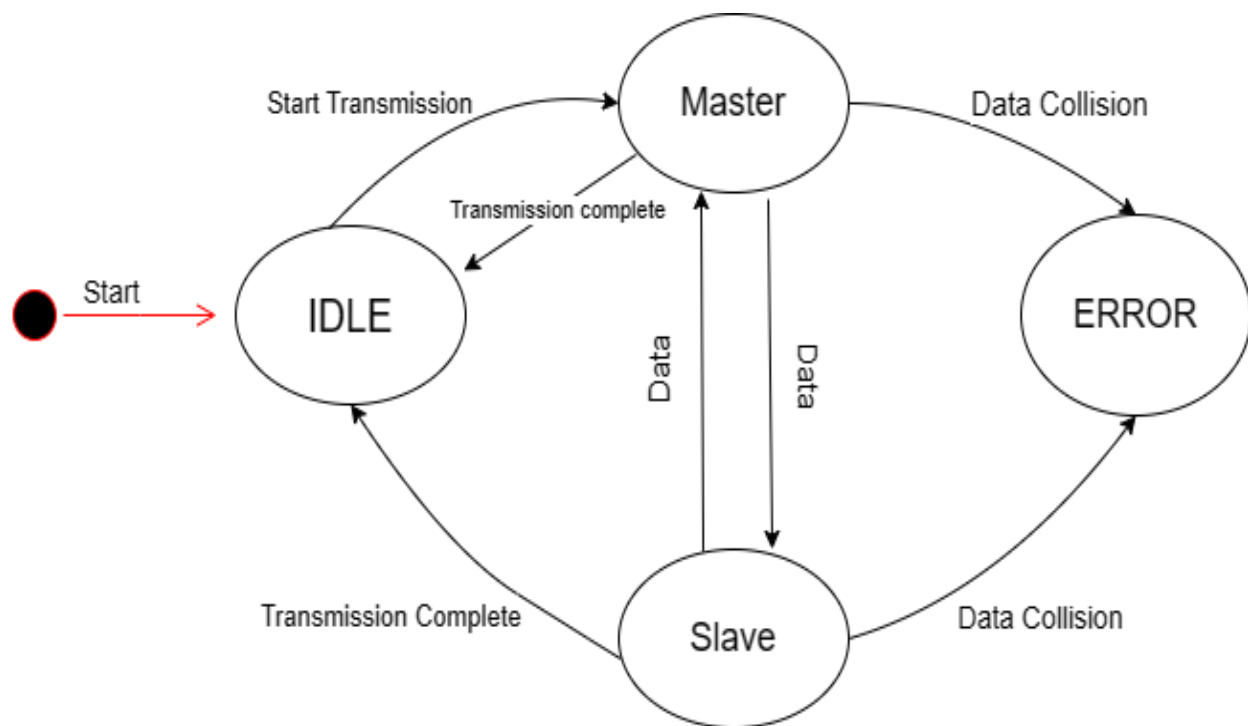 Start Transmission
Master
Data Collision
Transmission complete
Start
IDLE
ERROR
Data
Data
Transmission Complete
Slave
Data Collision